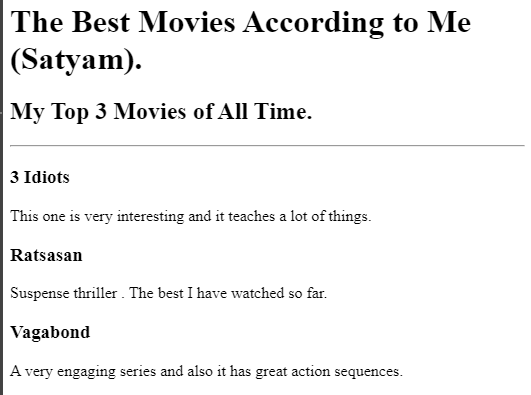 The Best Movies According to Me
(Satyam).
My Top 3 Movies of All Time.
3 Idiots
This one is very interesting and it teaches a lot of things.
Ratsasan
Suspense thriller . The best I have watched so far.
Vagabond
A very engaging series and also it has great action sequences.